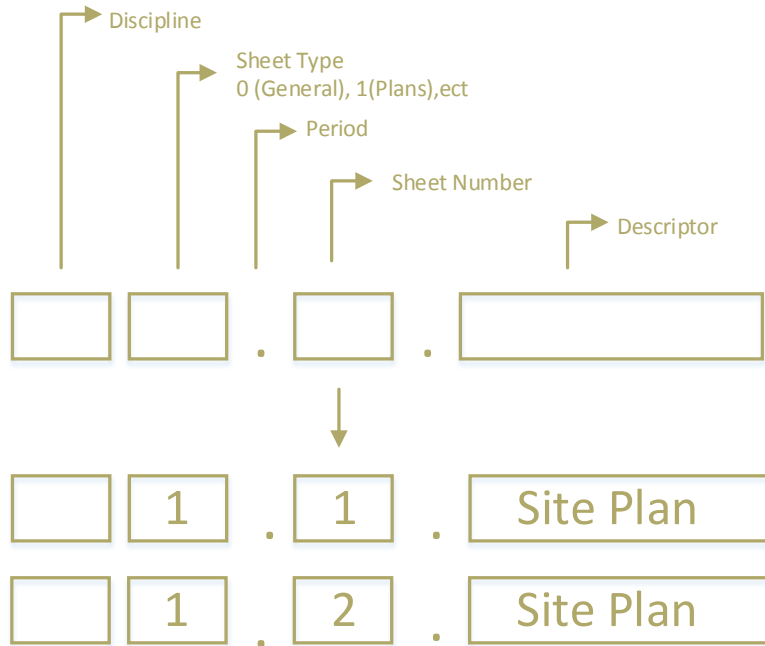 Discipline
Sheet Type
0 (General), 1(Plans),ect
Period
Sheet Number
Descriptor
. .
1 . 1 . Site Plan
1 . 2 . Site Plan